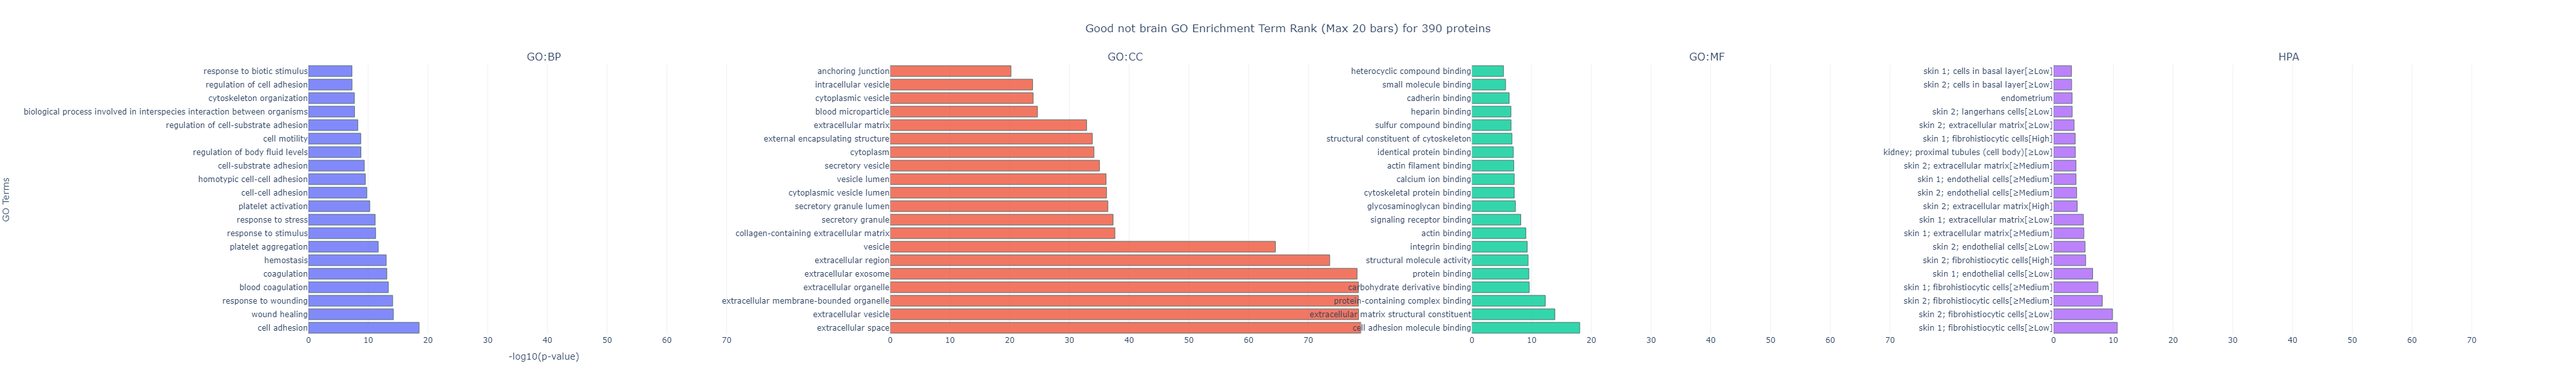 Good not brain GO Enrichment Term Rank (Max 20 bars) for 390 proteins
GO:BP
GO:CC
GO:MF
HPA
GO Terms
response to biotic stimulus
regulation of cell adhesion
cytoskeleton organization
biological process involved in interspecies interaction between organisms
regulation of cell-substrate adhesion
cell motility
regulation of body fluid levels
cell-substrate adhesion
homotypic cell-cell adhesion
cell-cell adhesion
platelet activation
response to stress
response to stimulus
platelet aggregation
hemostasis
coagulation
blood coagulation
response to wounding
wound healing
cell adhesion
0 10 20 30 40 50 60 70
-log10(p-value)
anchoring junction
intracellular vesicle
cytoplasmic vesicle
blood microparticle
extracellular matrix
external encapsulating structure
cytoplasm
secretory vesicle
vesicle lumen
cytoplasmic vesicle lumen
secretory granule lumen
secretory granule
collagen-containing extracellular matrix
vesicle
extracellular region
extracellular exosome
extracellular organelle
extracellular membrane-bounded organelle
extracellular vesicle
extracellular space
0 10 20 30 40 50 60 70
heterocyclic compound binding
small molecule binding
cadherin binding
heparin binding
sulfur compound binding
structural constituent of cytoskeleton
identical protein binding
actin filament binding
calcium ion binding
cytoskeletal protein binding
glycosaminoglycan binding
signaling receptor binding
actin binding
integrin binding
structural molecule activity
protein binding
carbohydrate derivative binding
protein-containing complex binding
extracellular matrix structural constituent
cell adhesion molecule binding
0 10 20 30 40 50 60 70
skin 1; cells in basal layer[≥Low]
skin 2; cells in basal layer[≥Low]
endometrium
skin 2; langerhans cells[≥Low]
skin 2; extracellular matrix[≥Low]
skin 1; fibrohistiocytic cells[High]
kidney; proximal tubules (cell body)[≥Low]
skin 2; extracellular matrix[≥Medium]
skin 1; endothelial cells[≥Medium]
skin 2; endothelial cells[≥Medium]
skin 2; extracellular matrix[High]
skin 1; extracellular matrix[≥Low]
skin 1; extracellular matrix[≥Medium]
skin 2; endothelial cells[≥Low]
skin 2; fibrohistiocytic cells[High]
skin 1; endothelial cells[≥Low]
skin 1; fibrohistiocytic cells[≥Medium]
skin 2; fibrohistiocytic cells[≥Medium]
skin 2; fibrohistiocytic cells[≥Low]
skin 1; fibrohistiocytic cells[≥Low]
0 10 20 30 40 50 60 70